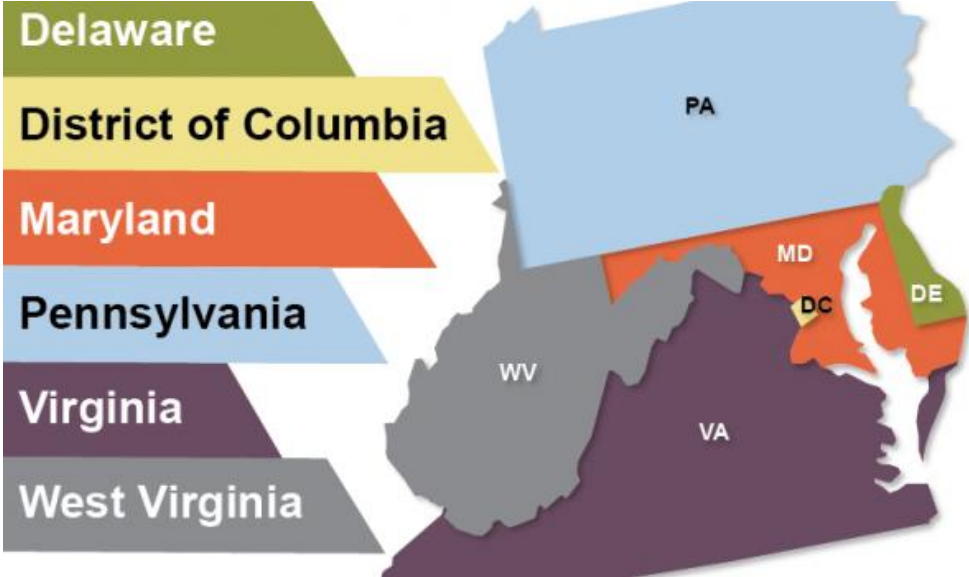 Delaware
District of Columbia
Maryland
Pennsylvania
Virginia
West Virginia
PA
MD
DC
DE
WV
VA